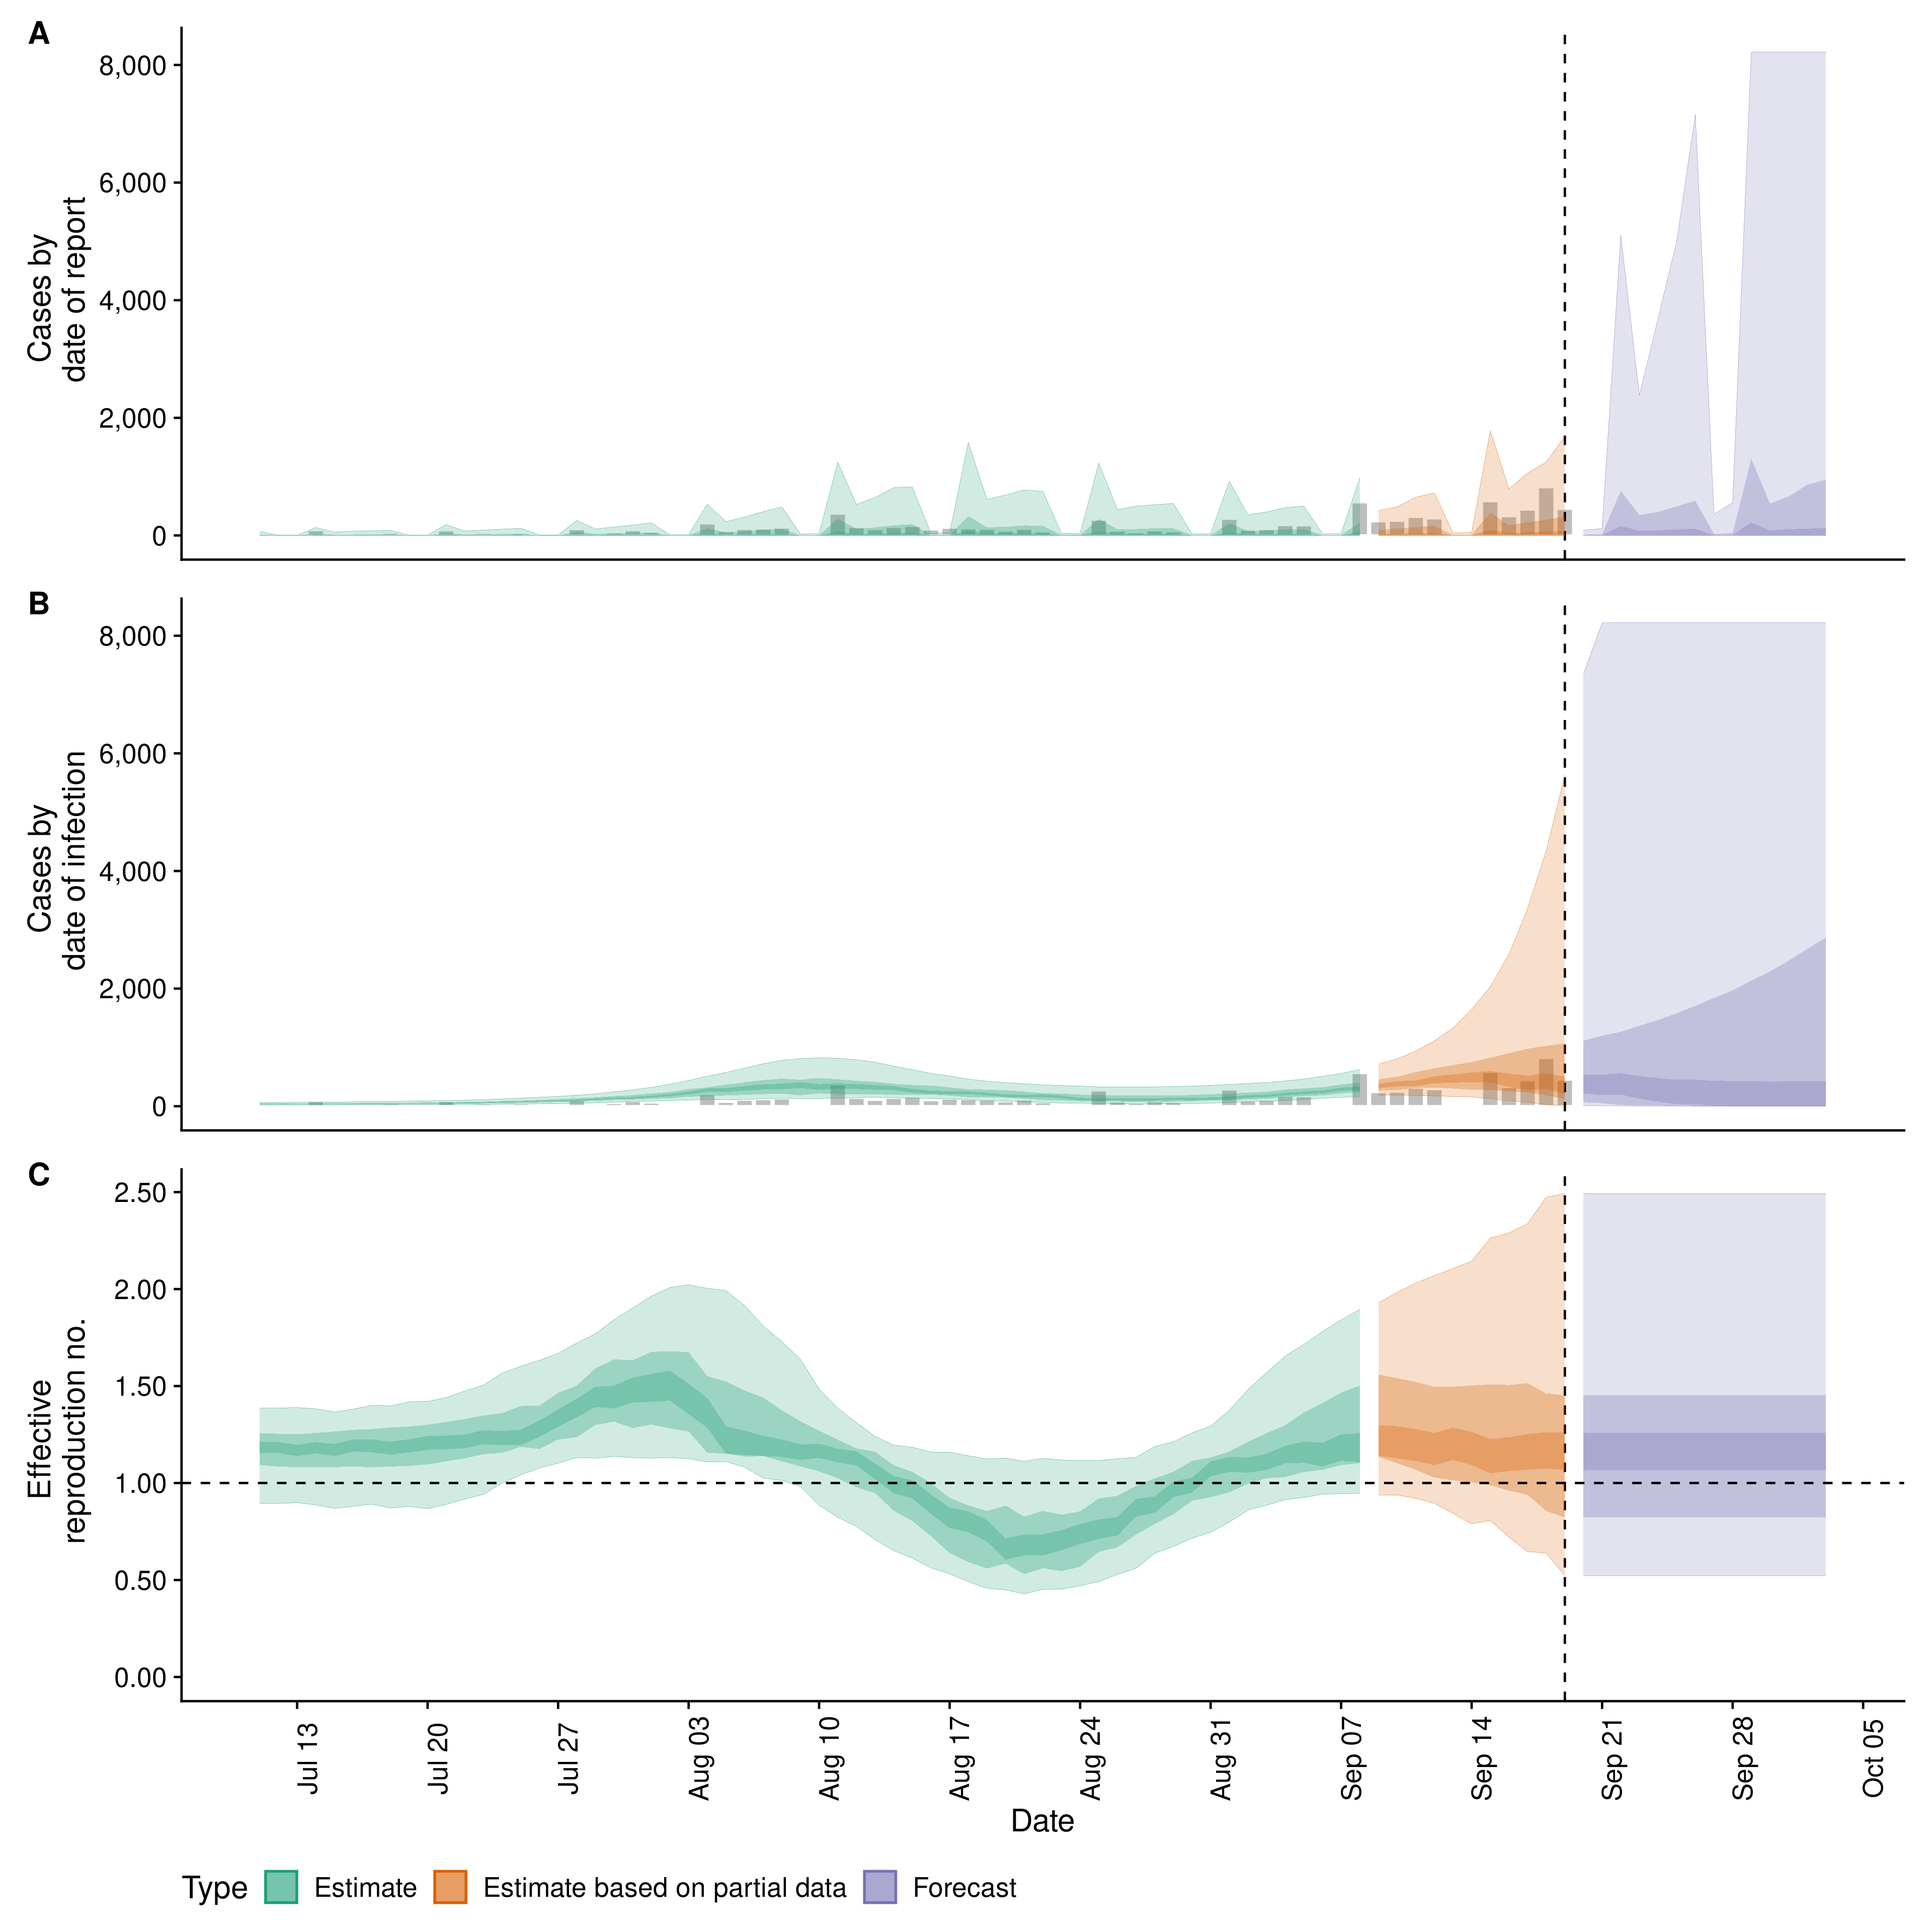 A
8,000
6,000
4,000
2,000
0
Cases by
date of report
B
8,000
6,000
4,000
2,000
0
Cases by
date of infection
C
2.50
2.00
1.50
1.00
0.50
0.00
Effective
reproduction no.
Jul 13
Jul 20
Jul 27
Aug 03
Aug 10
Aug 17
Aug 24
Aug 31
Sep 07
Sep 14
Sep 21
Sep 28
Oct 05
Date
Type Estimate Estimate based on partial data Forecast